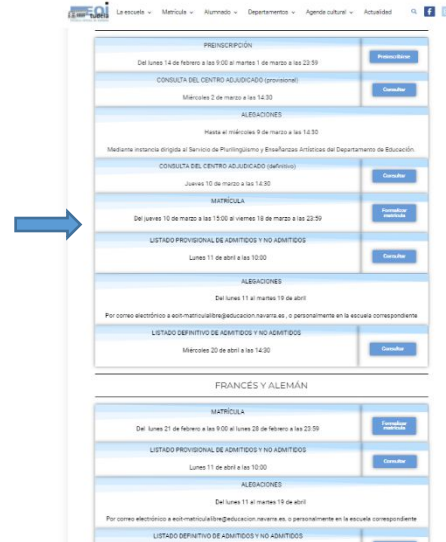 EOI
La escuela Matrícula Alumnado Departamentos Agenda cultural Actualidad
PREINSCRIPCIÓN
Del lunes 14 de febrero a las 9:00 al martes 1 de marzo a las 23:59
Preinscribirse
CONSULTA DEL CENTRO ADJUDICADO (provisional)
Miércoles 2 de marzo a las 14:30
Consultar
ALEGACIONES
Hasta el miércoles 9 de marzo a las 14:30
Mediante instancia dirigida al Servicio de Plurilingüismo y Enseñanzas Artísticas del Departamento de Educación.
CONSULTA DEL CENTRO ADJUDICADO (definitivo)
Jueves 10 de marzo a las 14:30
Consultar
MATRÍCULA
Del jueves 10 de marzo a las 15:00 al viernes 18 de marzo a las 23:59
Formalizar
matrícula
LISTADO PROVISIONAL DE ADMITIDOS Y NO ADMITIDOS
Lunes 11 de abril a las 10:00
Consultar
ALEGACIONES
Del lunes 11 al martes 19 de abril
Por correo electrónico a eoit-matriculalibre@educacion.navarra.es, o personalmente en la escuela correspondiente
LISTADO DEFINITIVO DE ADMITIDOS Y NO ADMITIDOS
Miércoles 20 de abril a las 14:30
Consultar
FRANCÉS Y ALEMÁN
MATRÍCULA
Del lunes 21 de febrero a las 9:00 al lunes 28 de febrero a las 23:59
Formalizar
matrícula
LISTADO PROVISIONAL DE ADMITIDOS Y NO ADMITIDOS
Lunes 11 de abril a las 10:00
Consultar
ALEGACIONES
Del lunes 11 al martes 19 de abril
Por correo electrónico a eoit-matriculalibre@educacion.navarra.es, o personalmente en la escuela correspondiente
LISTADO DEFINITIVO DE ADMITIDOS Y NO ADMITIDOS